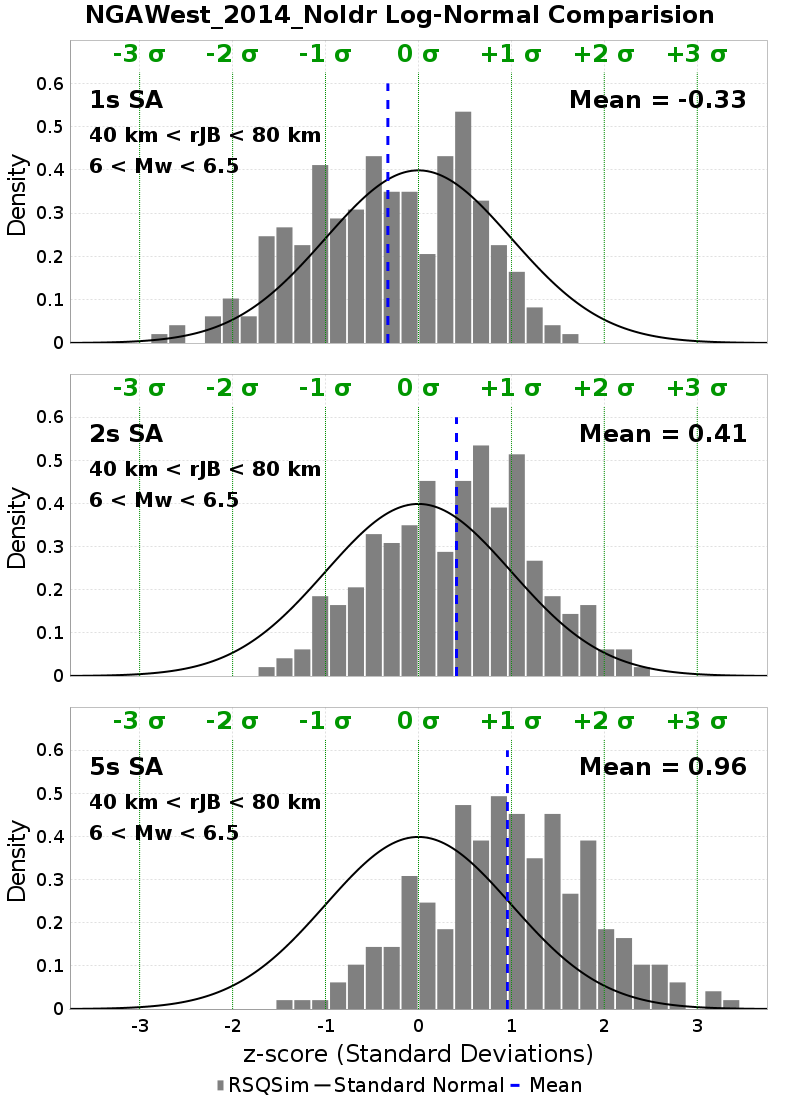 NGAWest_2014_NoIdr Log-Normal Comparision
-3 σ -2 σ -1 σ 0 σ +1 σ +2 σ +3 σ
1s SA Mean = -0.33
40 km < rJB < 80 km
6 < Mw < 6.5
Density
0.6
0.5
0.4
0.3
0.2
0.1
0
-3 σ -2 σ -1 σ 0 σ +1 σ +2 σ +3 σ
2s SA Mean = 0.41
40 km < rJB < 80 km
6 < Mw < 6.5
Density
0.6
0.5
0.4
0.3
0.2
0.1
0
-3 σ -2 σ -1 σ 0 σ +1 σ +2 σ +3 σ
5s SA Mean = 0.96
40 km < rJB < 80 km
6 < Mw < 6.5
Density
0.6
0.5
0.4
0.3
0.2
0.1
0
-3 -2 -1 0 1 2 3
z-score (Standard Deviations)
RSQSim Standard Normal Mean